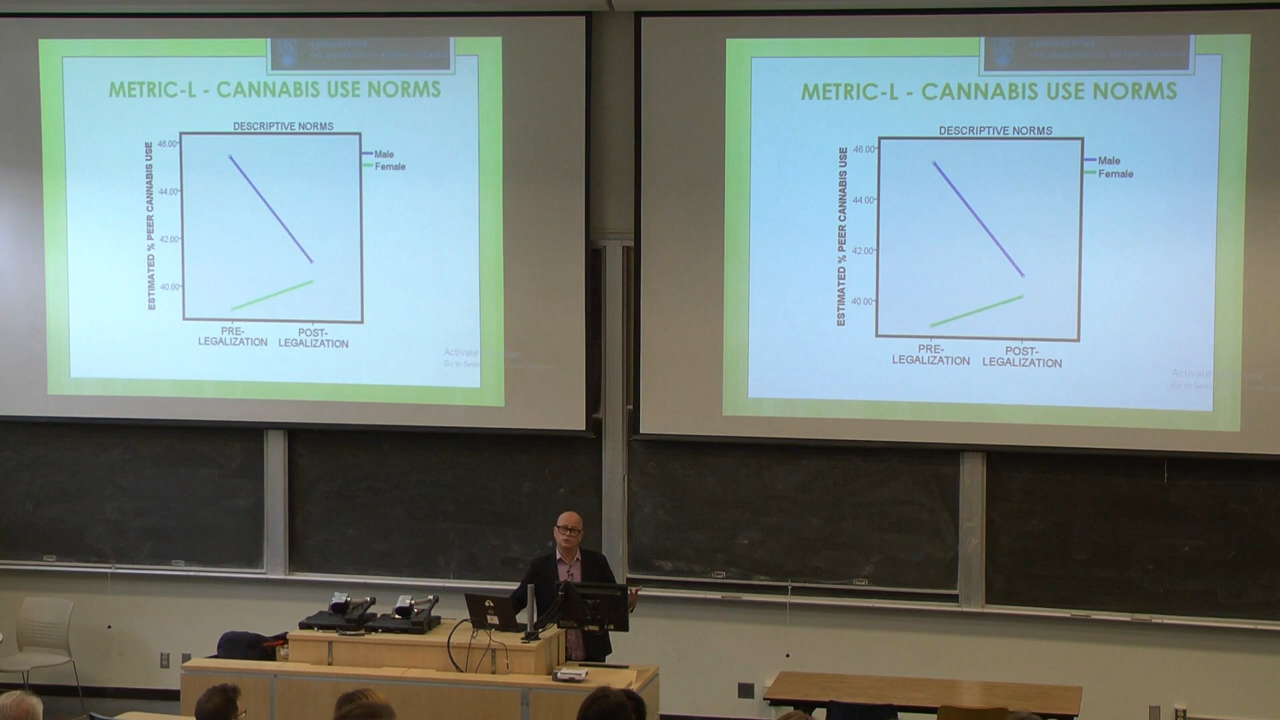 METRIC-L - CANNABIS USE NORMS
DESCRIPTIVE NORMS
ESTIMATED % PEER CANNABIS USE
46.00
44.00
42.00
40.00
Male
Female
PRE-
LEGALIZATION
POST-
LEGALIZATION
Activate
METRIC-L - CANNABIS USE NORMS
DESCRIPTIVE NORMS
ESTIMATED % PEER CANNABIS USE
46.00
44.00
42.00
40.00
Male
Female
PRE-
LEGALIZATION
POST-
LEGALIZATION
Activate